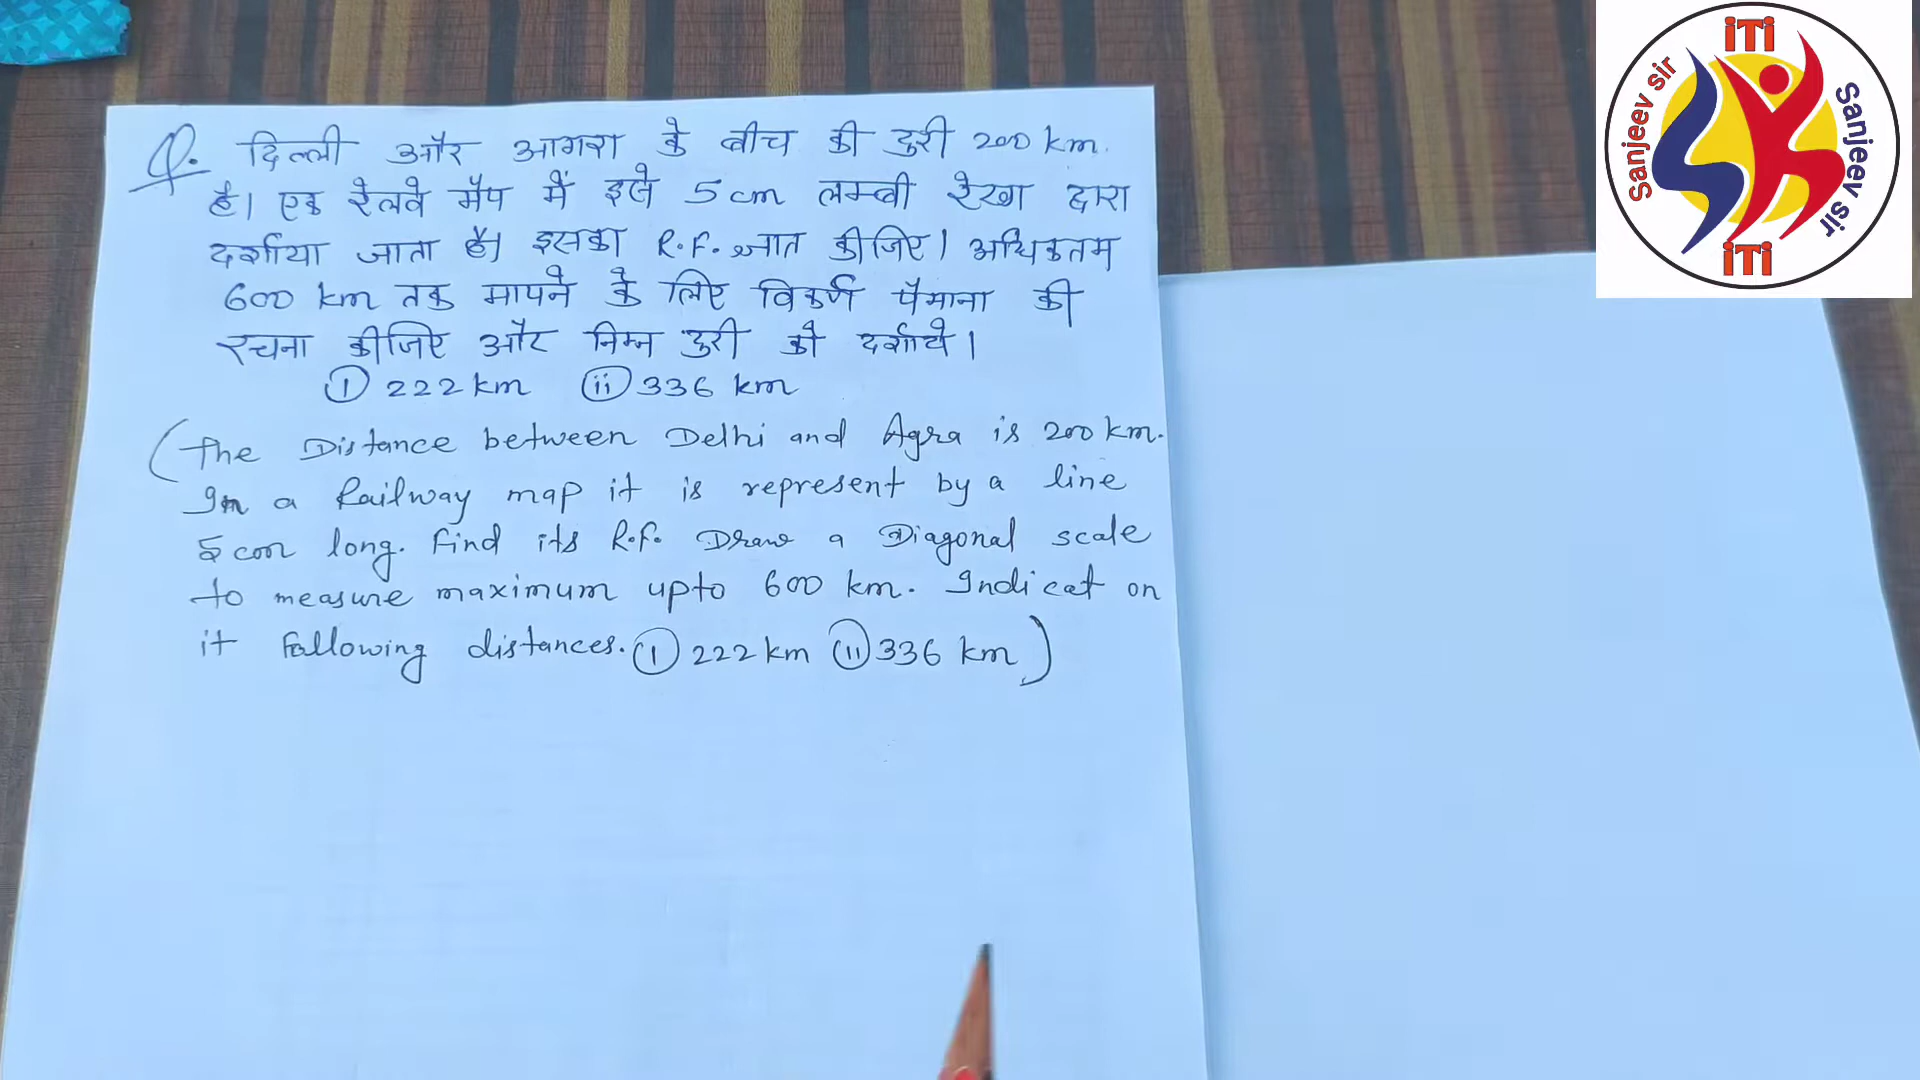 Q. दिल्ली और आगरा के बीच की दुरी 200 km.
है। एक रेलवे मैप में इसे 5 cm लम्बी रेखा द्वारा
दर्शाया जाता है। इसका R.F. ज्ञात कीजिए। अधिकतम
600 km तक मापने के लिए विकर्ण पैमाना की
रचना कीजिए और निम्न दुरी को दर्शाये।
(i) 222 km (ii) 336 km
(The Distance between Delhi and Agra is 200 km.
In a Railway map it is represent by a line
5 cm long. Find its R.f. Draw a Diagonal scale
to measure maximum upto 600 km. Indicat on
it following distances. (i) 222 km (ii) 336 km)
iTi
Sanjeev sir
Sanjeev sir
iTi